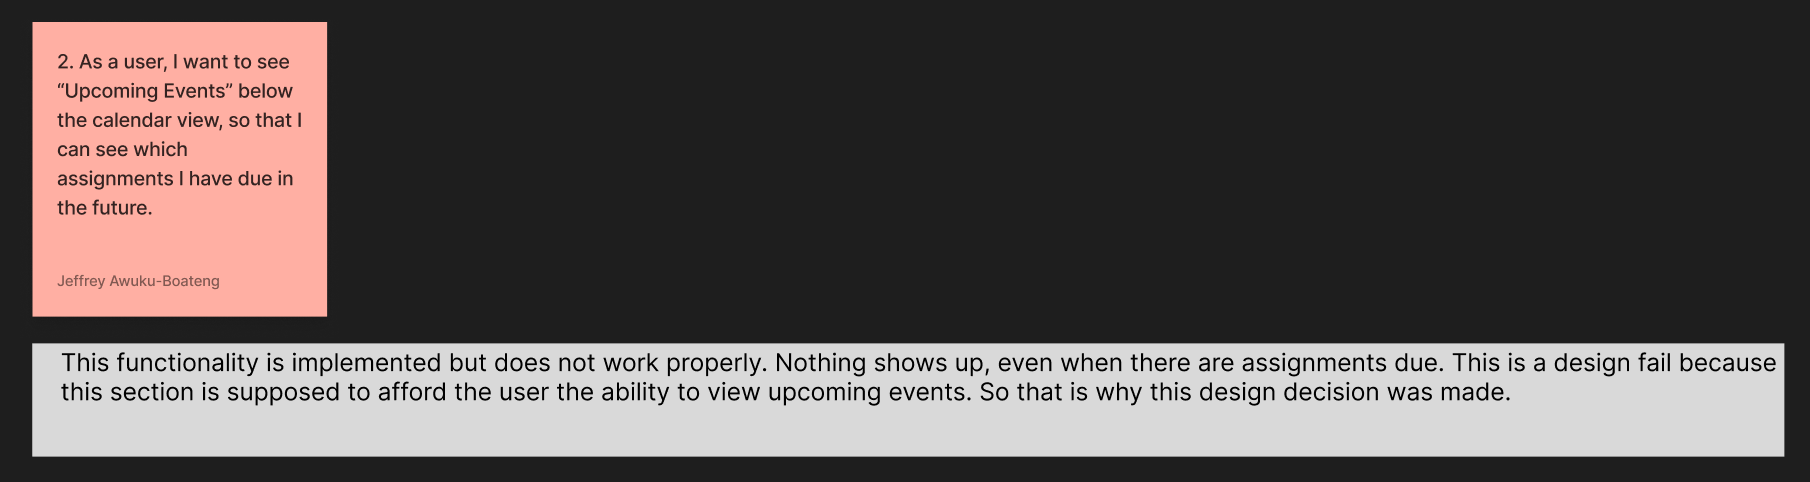 2. As a user, I want to see
“Upcoming Events” below
the calendar view, so that I
can see which
assignments I have due in
the future.
Jeffrey Awuku-Boateng
This functionality is implemented but does not work properly. Nothing shows up, even when there are assignments due. This is a design fail because
this section is supposed to afford the user the ability to view upcoming events. So that is why this design decision was made.